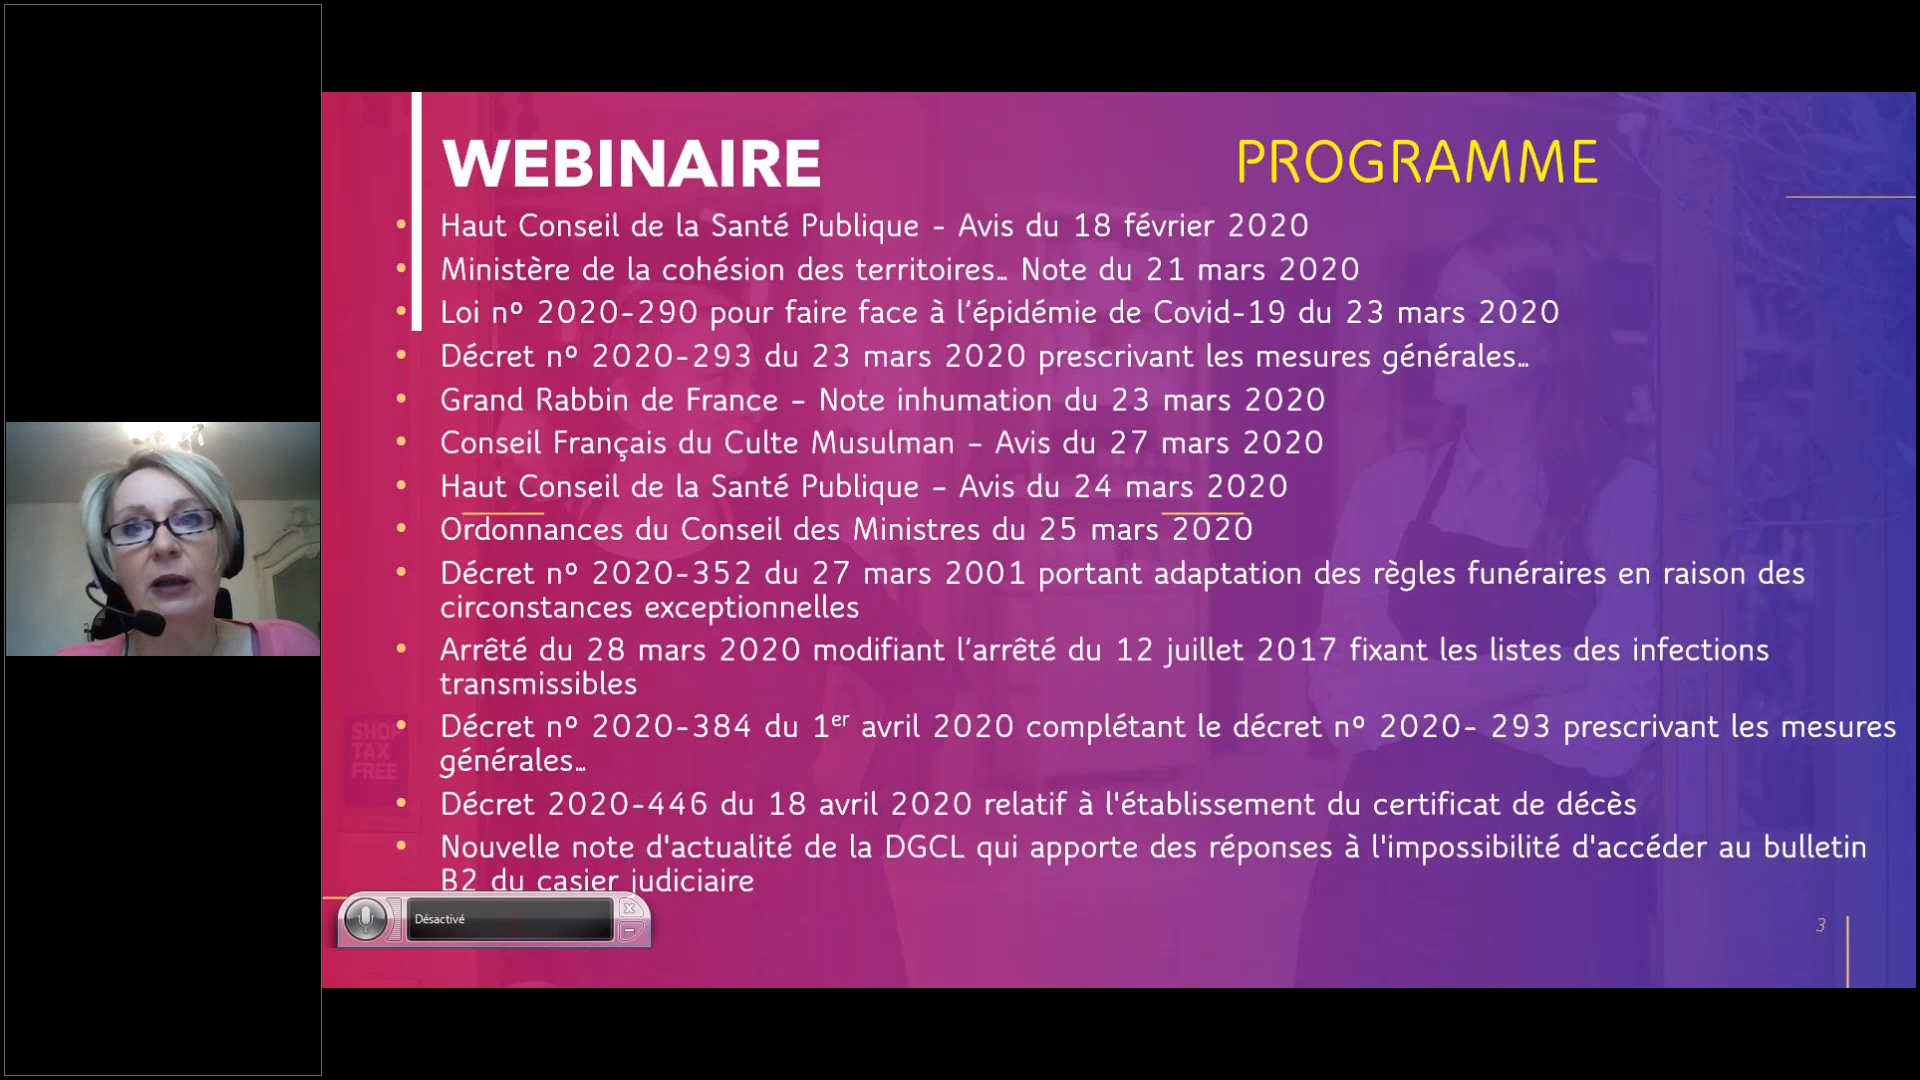 WEBINAIRE
PROGRAMME
• Haut Conseil de la Santé Publique - Avis du 18 février 2020
• Ministère de la cohésion des territoires… Note du 21 mars 2020
• Loi nº 2020-290 pour faire face à l’épidémie de Covid-19 du 23 mars 2020
• Décret nº 2020-293 du 23 mars 2020 prescrivant les mesures générales…
• Grand Rabbin de France – Note inhumation du 23 mars 2020
• Conseil Français du Culte Musulman – Avis du 27 mars 2020
• Haut Conseil de la Santé Publique – Avis du 24 mars 2020
• Ordonnances du Conseil des Ministres du 25 mars 2020
• Décret nº 2020-352 du 27 mars 2001 portant adaptation des règles funéraires en raison des
circonstances exceptionnelles
• Arrêté du 28 mars 2020 modifiant l’arrêté du 12 juillet 2017 fixant les listes des infections
transmissibles
• Décret nº 2020-384 du 1er avril 2020 complétant le décret nº 2020- 293 prescrivant les mesures
générales…
• Décret 2020-446 du 18 avril 2020 relatif à l'établissement du certificat de décès
• Nouvelle note d'actualité de la DGCL qui apporte des réponses à l'impossibilité d'accéder au bulletin
B2 du casier judiciaire
SHOP
TAX
FREE
Désactivé
3